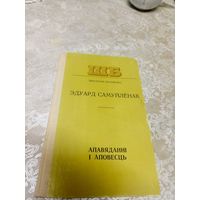 ШБ
ЭДУАРД САМУЙЛЁНАК
АПАВЯДАННІ
І АПОВЕСЦЬ